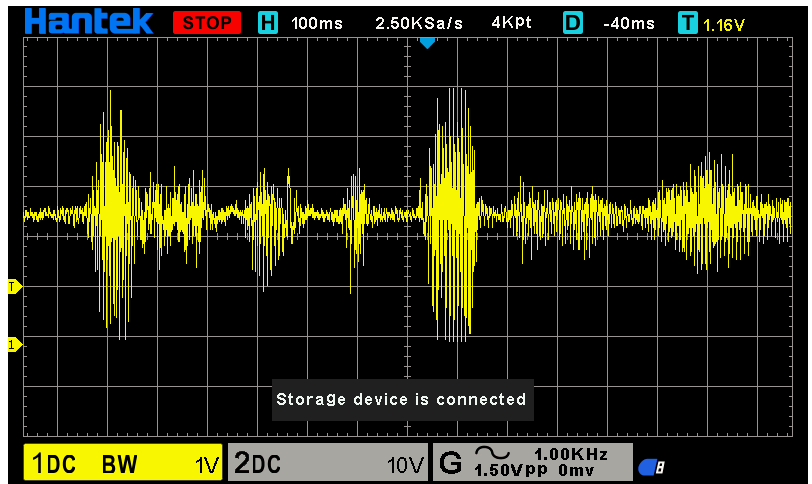 Hantek STOP H 100ms 2.50KSa/s 4Kpt D -40ms T 1.16V
T
1
Storage device is connected
1DC BW 1V 2DC 10V G 1.00KHz
1.50Vpp 0mv